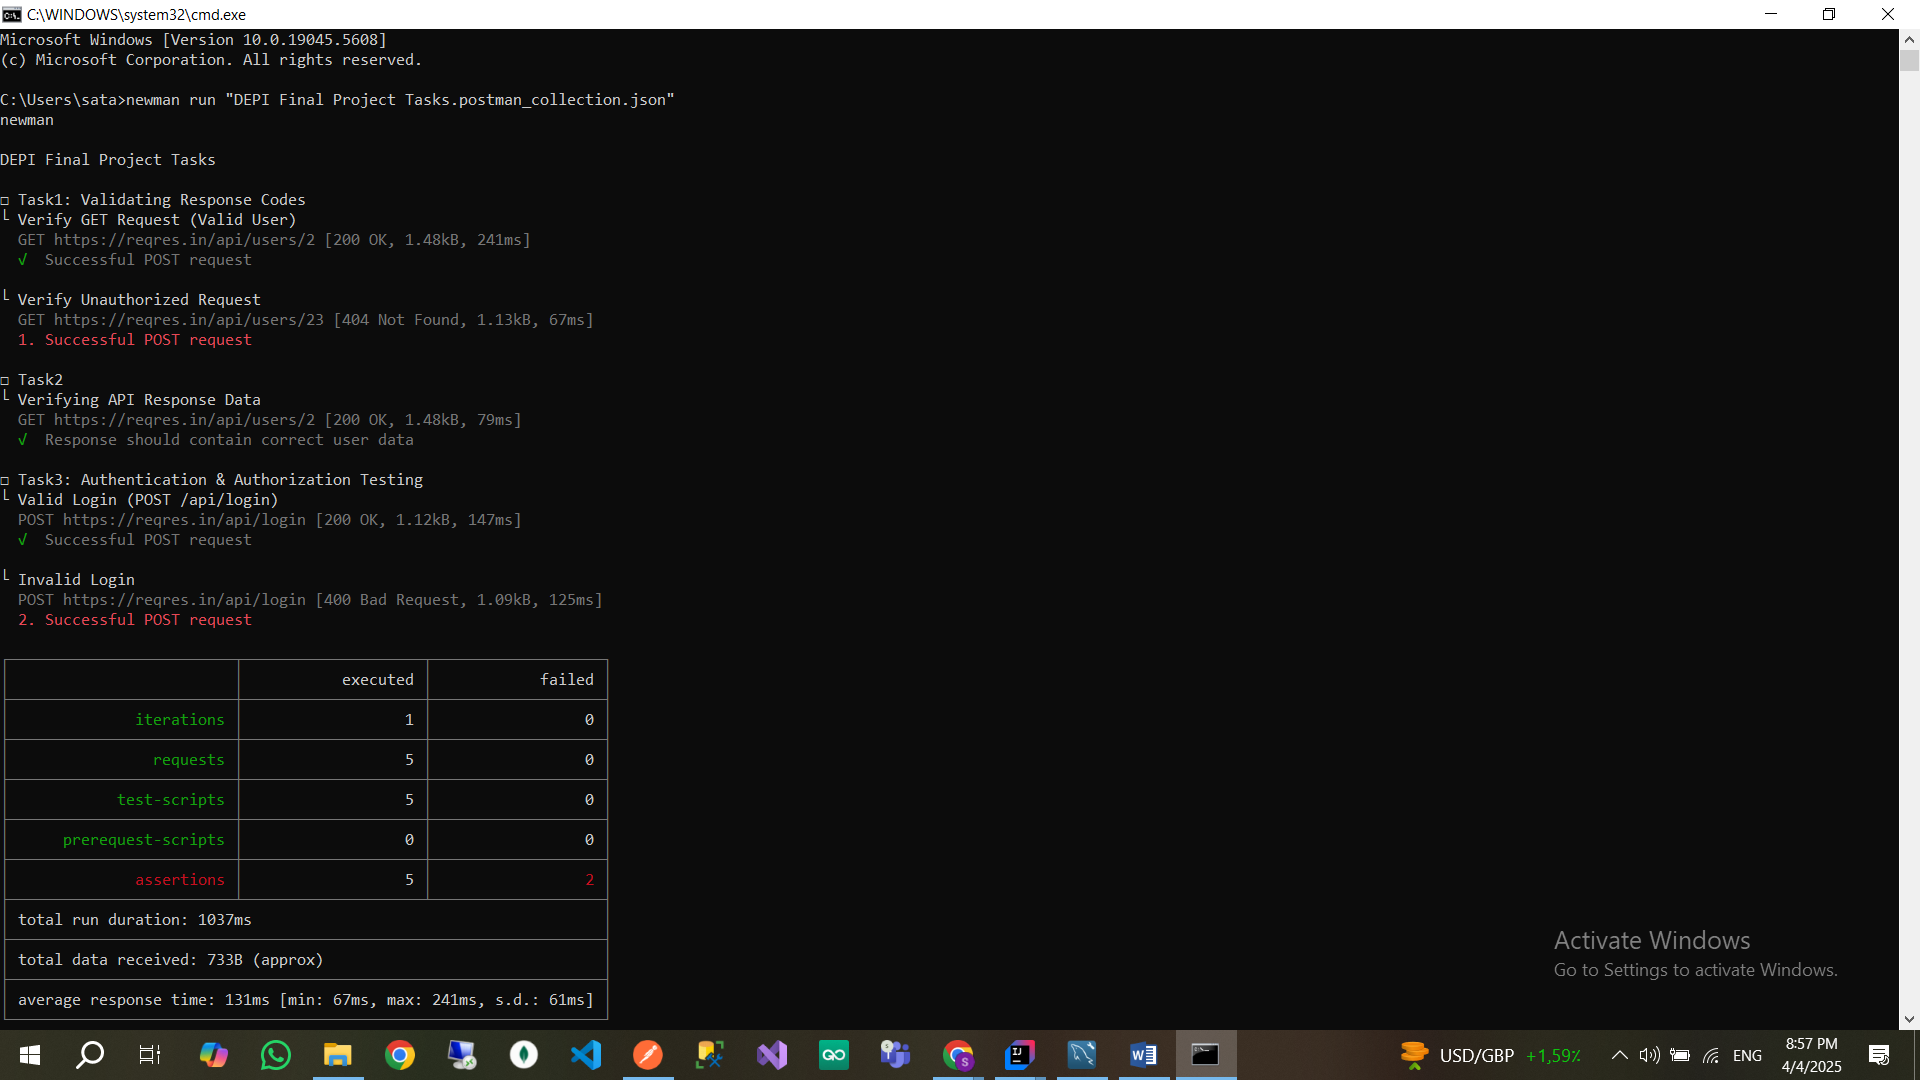 C:\WINDOWS\system32\cmd.exe
Microsoft Windows [Version 10.0.19045.5608]
(c) Microsoft Corporation. All rights reserved.
C:\Users\sata>newman run "DEPI Final Project Tasks.postman_collection.json"
newman
DEPI Final Project Tasks
□ Task1: Validating Response Codes
└ Verify GET Request (Valid User)
GET https://reqres.in/api/users/2 [200 OK, 1.48kB, 241ms]
√ Successful POST request
└ Verify Unauthorized Request
GET https://reqres.in/api/users/23 [404 Not Found, 1.13kB, 67ms]
1. Successful POST request
□ Task2
└ Verifying API Response Data
GET https://reqres.in/api/users/2 [200 OK, 1.48kB, 79ms]
√ Response should contain correct user data
□ Task3: Authentication & Authorization Testing
└ Valid Login (POST /api/login)
POST https://reqres.in/api/login [200 OK, 1.12kB, 147ms]
√ Successful POST request
└ Invalid Login
POST https://reqres.in/api/login [400 Bad Request, 1.09kB, 125ms]
2. Successful POST request
executed failed
iterations 1 0
requests 5 0
test-scripts 5 0
prerequest-scripts 0 0
assertions 5 2
total run duration: 1037ms
total data received: 733B (approx)
average response time: 131ms [min: 67ms, max: 241ms, s.d.: 61ms]
Activate Windows
Go to Settings to activate Windows.
USD/GBP +1,59%
ENG
8:57 PM
4/4/2025